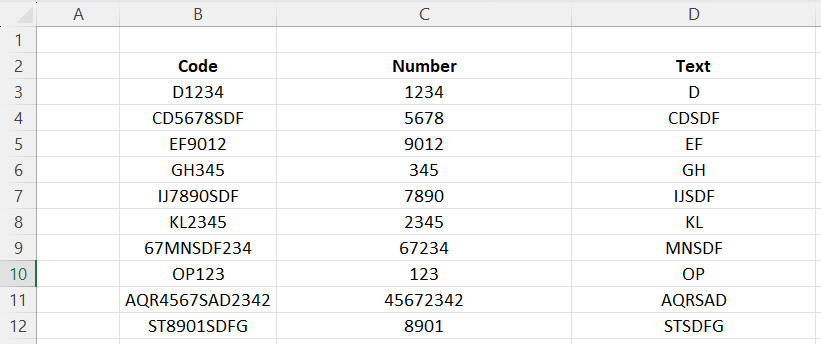 A B C D
1
2 Code Number Text
3 D1234 1234 D
4 CD5678SDF 5678 CDSDF
5 EF9012 9012 EF
6 GH345 345 GH
7 IJ7890SDF 7890 IJSDF
8 KL2345 2345 KL
9 67MNSDF234 67234 MNSDF
10 OP123 123 OP
11 AQR4567SAD2342 45672342 AQRSAD
12 ST8901SDFG 8901 STSDFG